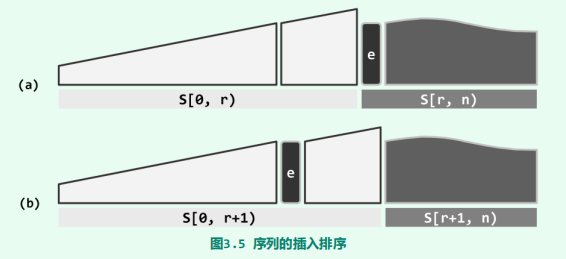 e
(a)
S[0, r) S[r, n)
e
(b)
S[0, r+1) S[r+1, n)
图3.5 序列的插入排序